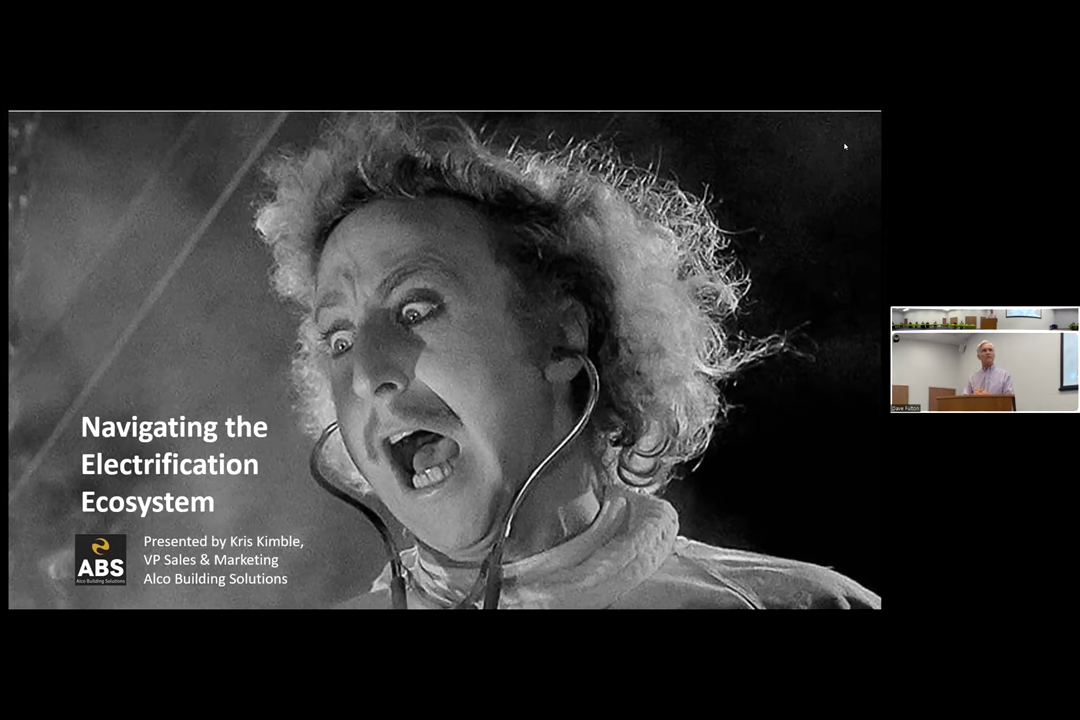 Navigating the
Electrification
Ecosystem
Presented by Kris Kimble,
VP Sales & Marketing
Alco Building Solutions
ABS
Alco Building Solutions
Dave Fulton